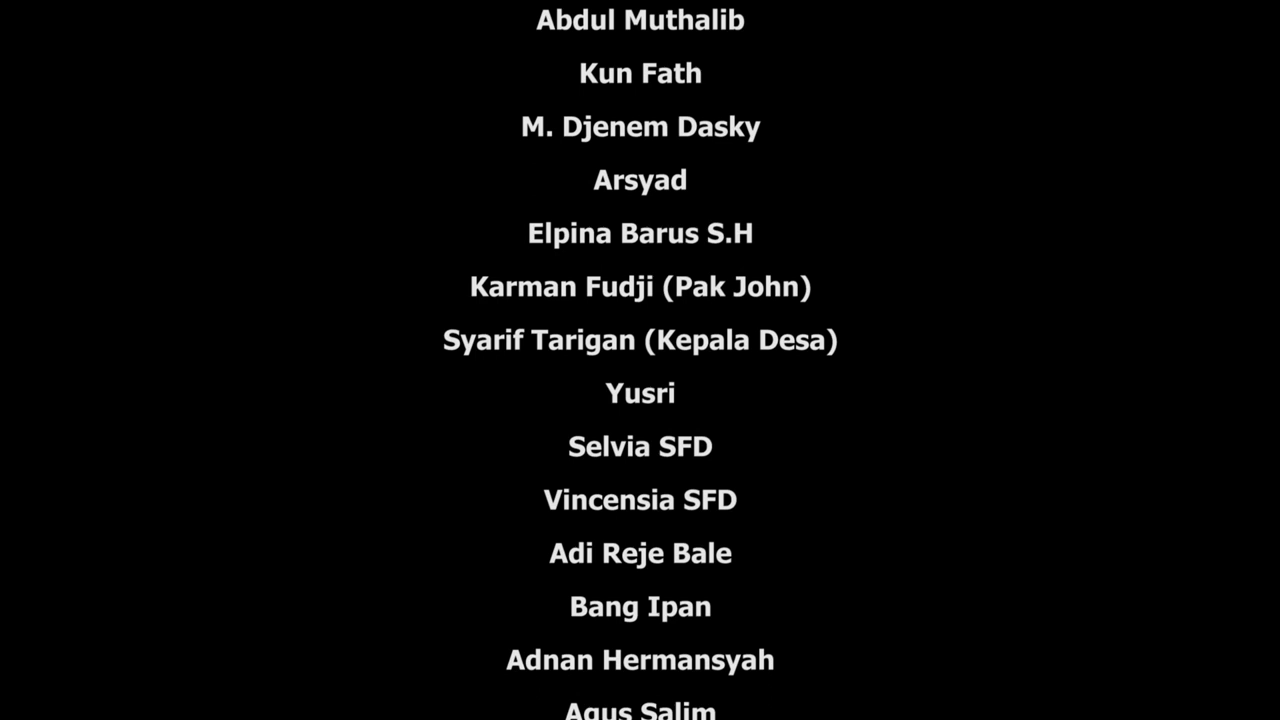 Abdul Muthalib
Kun Fath
M. Djenem Dasky
Arsyad
Elpina Barus S.H
Karman Fudji (Pak John)
Syarif Tarigan (Kepala Desa)
Yusri
Selvia SFD
Vincensia SFD
Adi Reje Bale
Bang Ipan
Adnan Hermansyah
Agus Salim